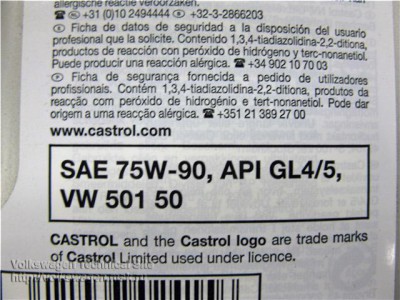 allergische reactie veroorzaken.
☎ +31 (0)10 2494444 ☎ +32-3-2866203
Ficha de datos de seguridad a la disposición del usuario
profesional que la solicite. Contenido 1,3,4-tiadiazolidina-2,2-ditiona,
productos de reacción con peróxido de hidrógeno y terc-nonanetiol.
Puede producir una reacción alérgica. ☎ +34 902 10 70 03
Ficha de segurança fornecida a pedido de utilizadores
profissionais. Contém 1,3,4-tiadiazolidina-2,2-ditiona, produtos da
reacção com peróxido de hidrogénio e tert-nonanetiol. Pode dar
origem a uma reacção alérgica. ☎ +351 21 389 27 00
www.castrol.com
SAE 75W-90, API GL4/5,
VW 501 50
CASTROL and the Castrol logo are trade marks
of Castrol Limited used under licence.
Volkswagen Technical Site